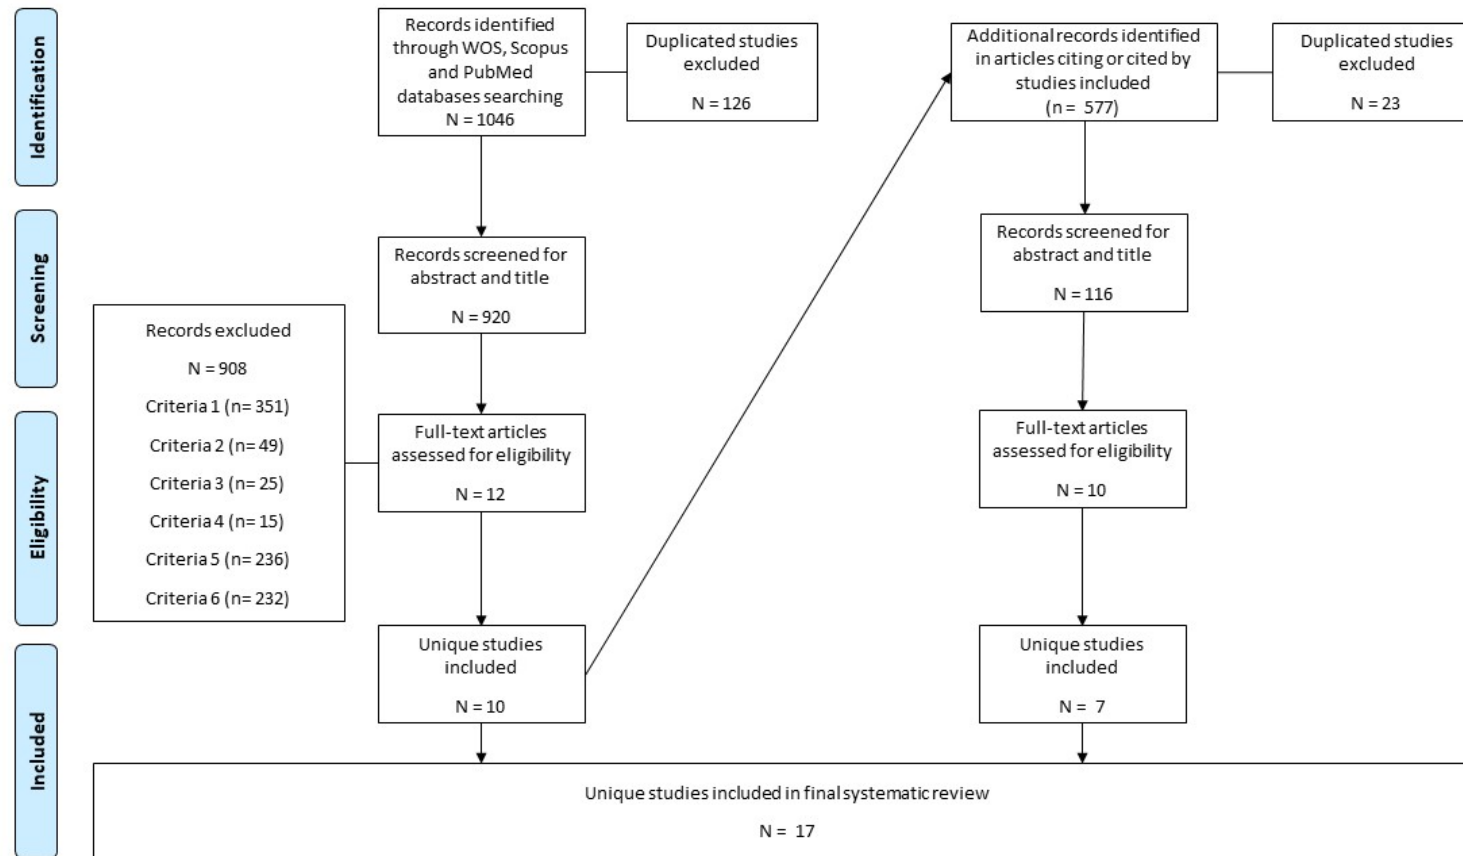 Identification
Records identified
through WOS, Scopus
and PubMed
databases searching
N = 1046
Duplicated studies
excluded
N = 126
Additional records identified
in articles citing or cited by
studies included
(n = 577)
Duplicated studies
excluded
N = 23
Screening
Records screened for
abstract and title
N = 920
Records screened for
abstract and title
N = 116
Records excluded
N = 908
Criteria 1 (n= 351)
Criteria 2 (n= 49)
Criteria 3 (n= 25)
Criteria 4 (n= 15)
Criteria 5 (n= 236)
Criteria 6 (n= 232)
Eligibility
Full-text articles
assessed for eligibility
N = 12
Full-text articles
assessed for eligibility
N = 10
Included
Unique studies
included
N = 10
Unique studies
included
N = 7
Unique studies included in final systematic review
N = 17